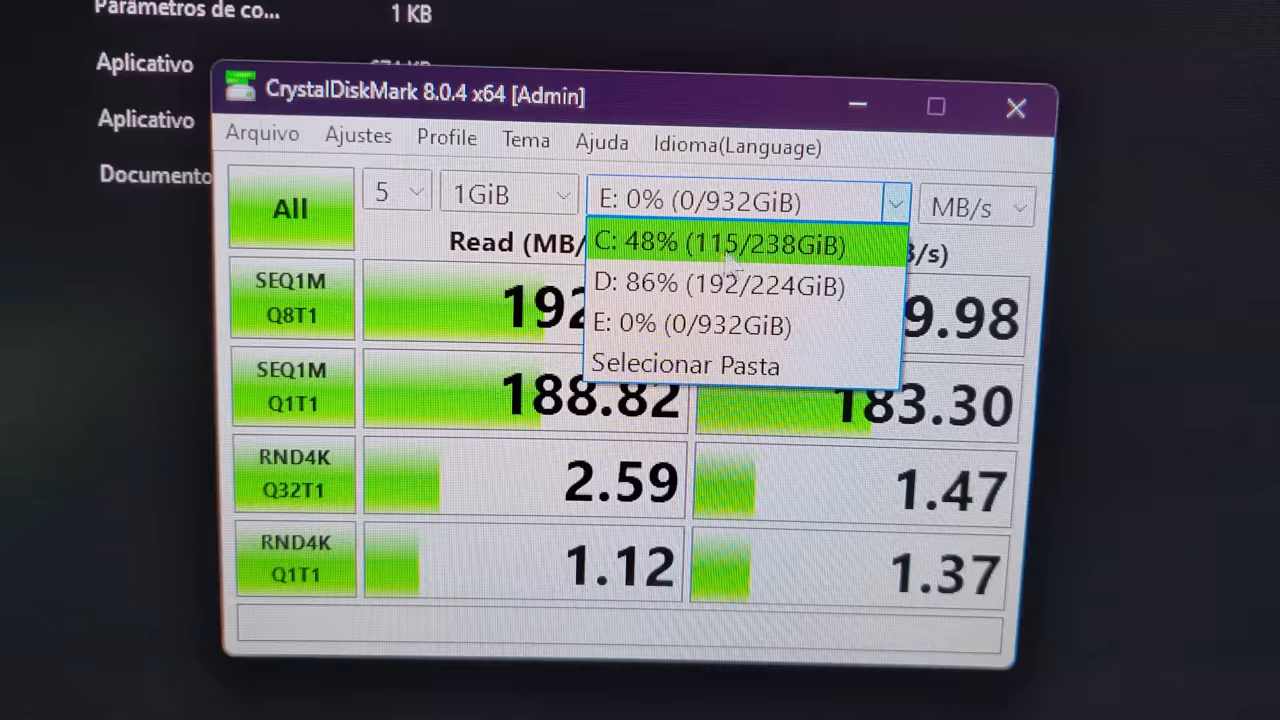 Parâmetros de co... 1 KB
Aplicativo
CrystalDiskMark 8.0.4 x64 [Admin]
Aplicativo
Arquivo Ajustes Profile Tema Ajuda Idioma(Language)
Documento
All 5 1GiB E: 0% (0/932GiB) MB/s
Read (MB/ C: 48% (115/238GiB) B/s)
D: 86% (192/224GiB)
SEQ1M
Q8T1 192 9.98
E: 0% (0/932GiB)
Selecionar Pasta
SEQ1M
Q1T1 188.82 183.30
RND4K
Q32T1 2.59 1.47
RND4K
Q1T1 1.12 1.37